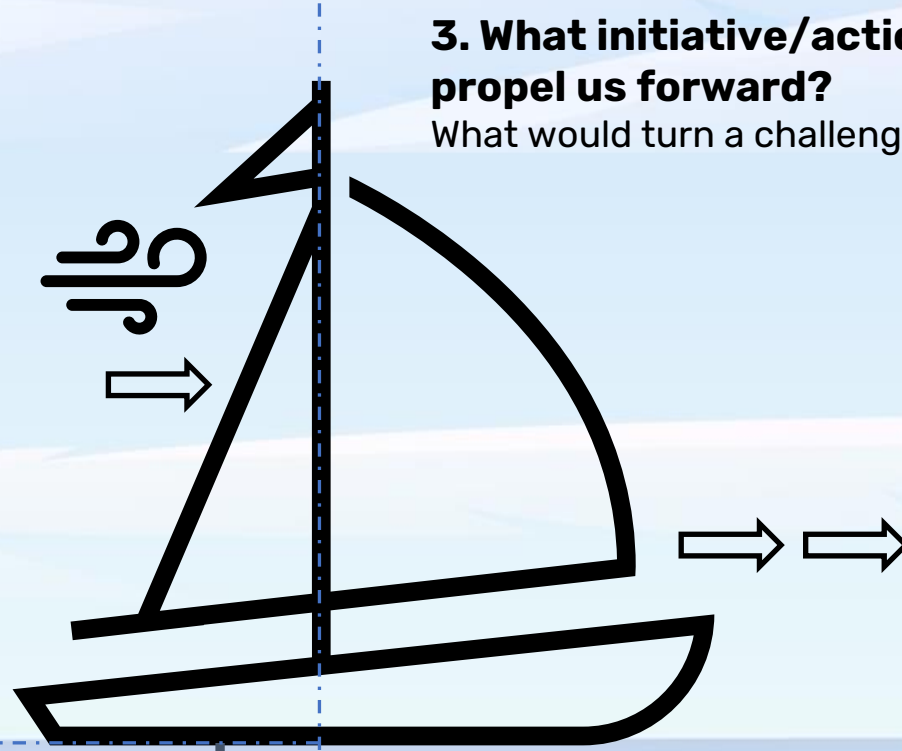 3. What initiative/actio
propel us forward?
What would turn a challeng